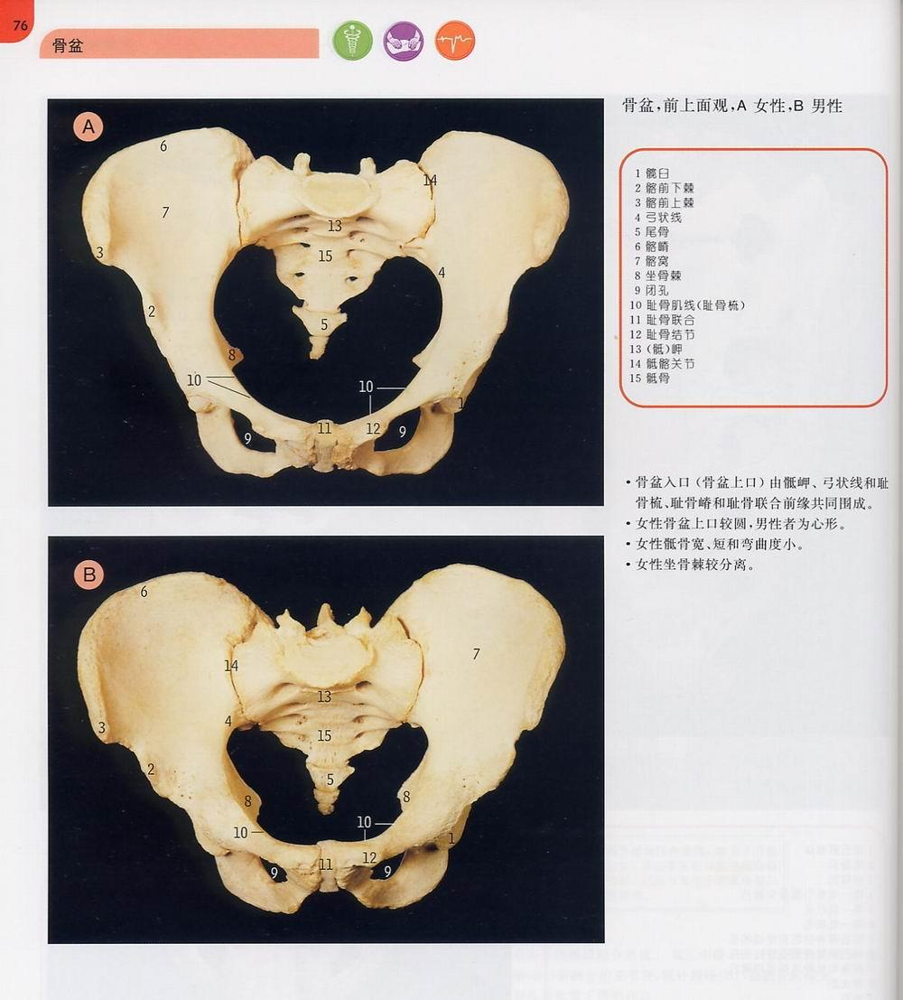 76
骨盆
骨盆,前上面观,A 女性,B 男性
1 髋臼
2 髂前下棘
3 髂前上棘
4 弓状线
5 尾骨
6 髂嵴
7 髂窝
8 坐骨棘
9 闭孔
10 耻骨肌线(耻骨梳)
11 耻骨联合
12 耻骨结节
13 (骶)岬
14 骶髂关节
15 骶骨
• 骨盆入口(骨盆上口)由骶岬、弓状线和耻
骨梳、耻骨嵴和耻骨联合前缘共同围成。
• 女性骨盆上口较圆,男性者为心形。
• 女性骶骨宽、短和弯曲度小。
• 女性坐骨棘较分离。
A
6
14
7
13
3
15
4
2
5
8
10
10
1
11
12
9
9
B
6
7
14
13
4
3
15
2
5
8
8
10
10
1
12
11
9
9